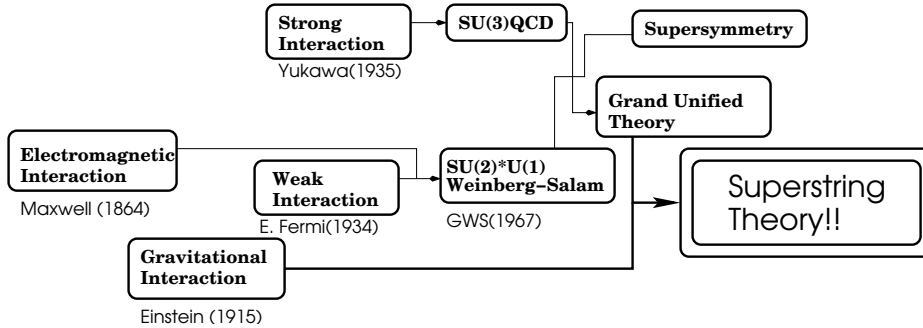 Strong
Interaction
Yukawa(1935)
SU(3)QCD
Supersymmetry
Grand Unified
Theory
Electromagnetic
Interaction
Maxwell (1864)
Weak
Interaction
E. Fermi(1934)
SU(2)*U(1)
Weinberg–Salam
GWS(1967)
Superstring
Theory!!
Gravitational
Interaction
Einstein (1915)